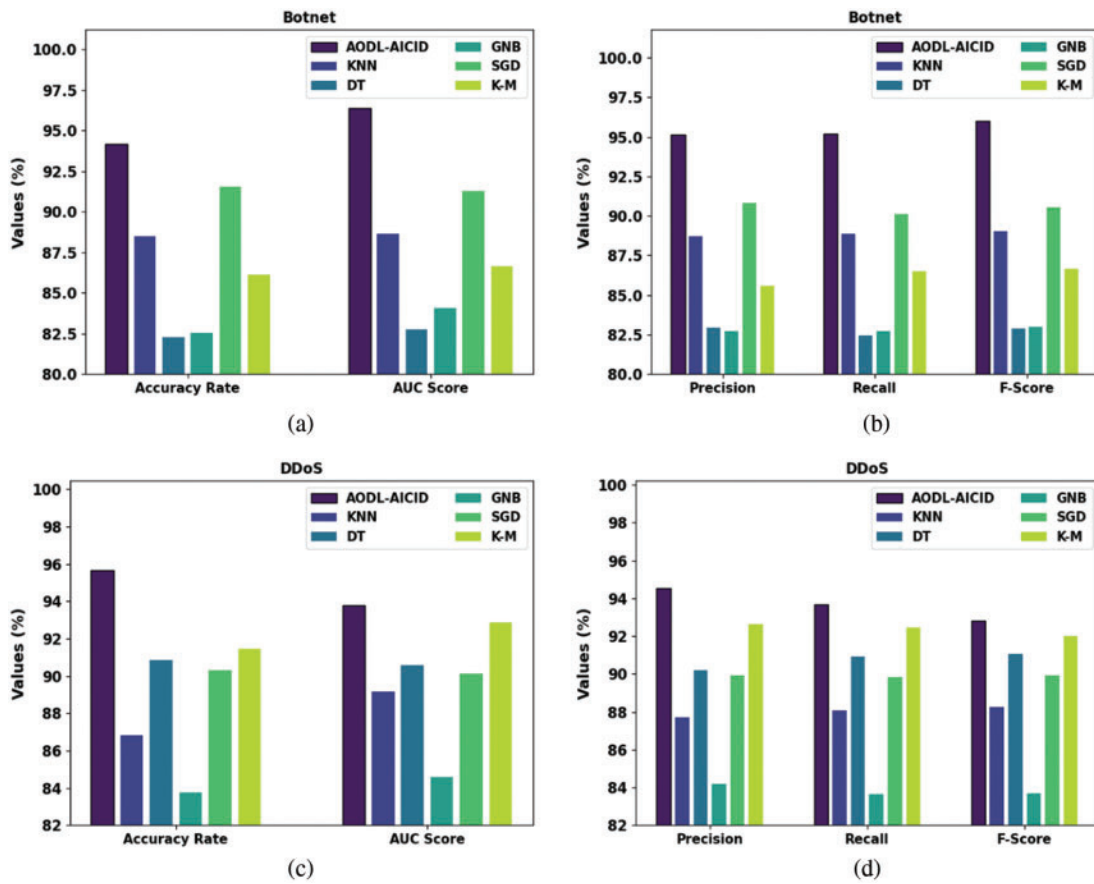 Botnet
100.0
97.5
95.0
92.5
90.0
87.5
85.0
82.5
80.0
Values (%)
AODL-AICID
KNN
DT
GNB
SGD
K-M
Accuracy Rate
AUC Score
(a)
Botnet
100.0
97.5
95.0
92.5
90.0
87.5
85.0
82.5
80.0
Values (%)
AODL-AICID
KNN
DT
GNB
SGD
K-M
Precision
Recall
F-Score
(b)
DDoS
100
98
96
94
92
90
88
86
84
82
Values (%)
AODL-AICID
KNN
DT
GNB
SGD
K-M
Accuracy Rate
AUC Score
(c)
DDoS
100
98
96
94
92
90
88
86
84
82
Values (%)
AODL-AICID
KNN
DT
GNB
SGD
K-M
Precision
Recall
F-Score
(d)